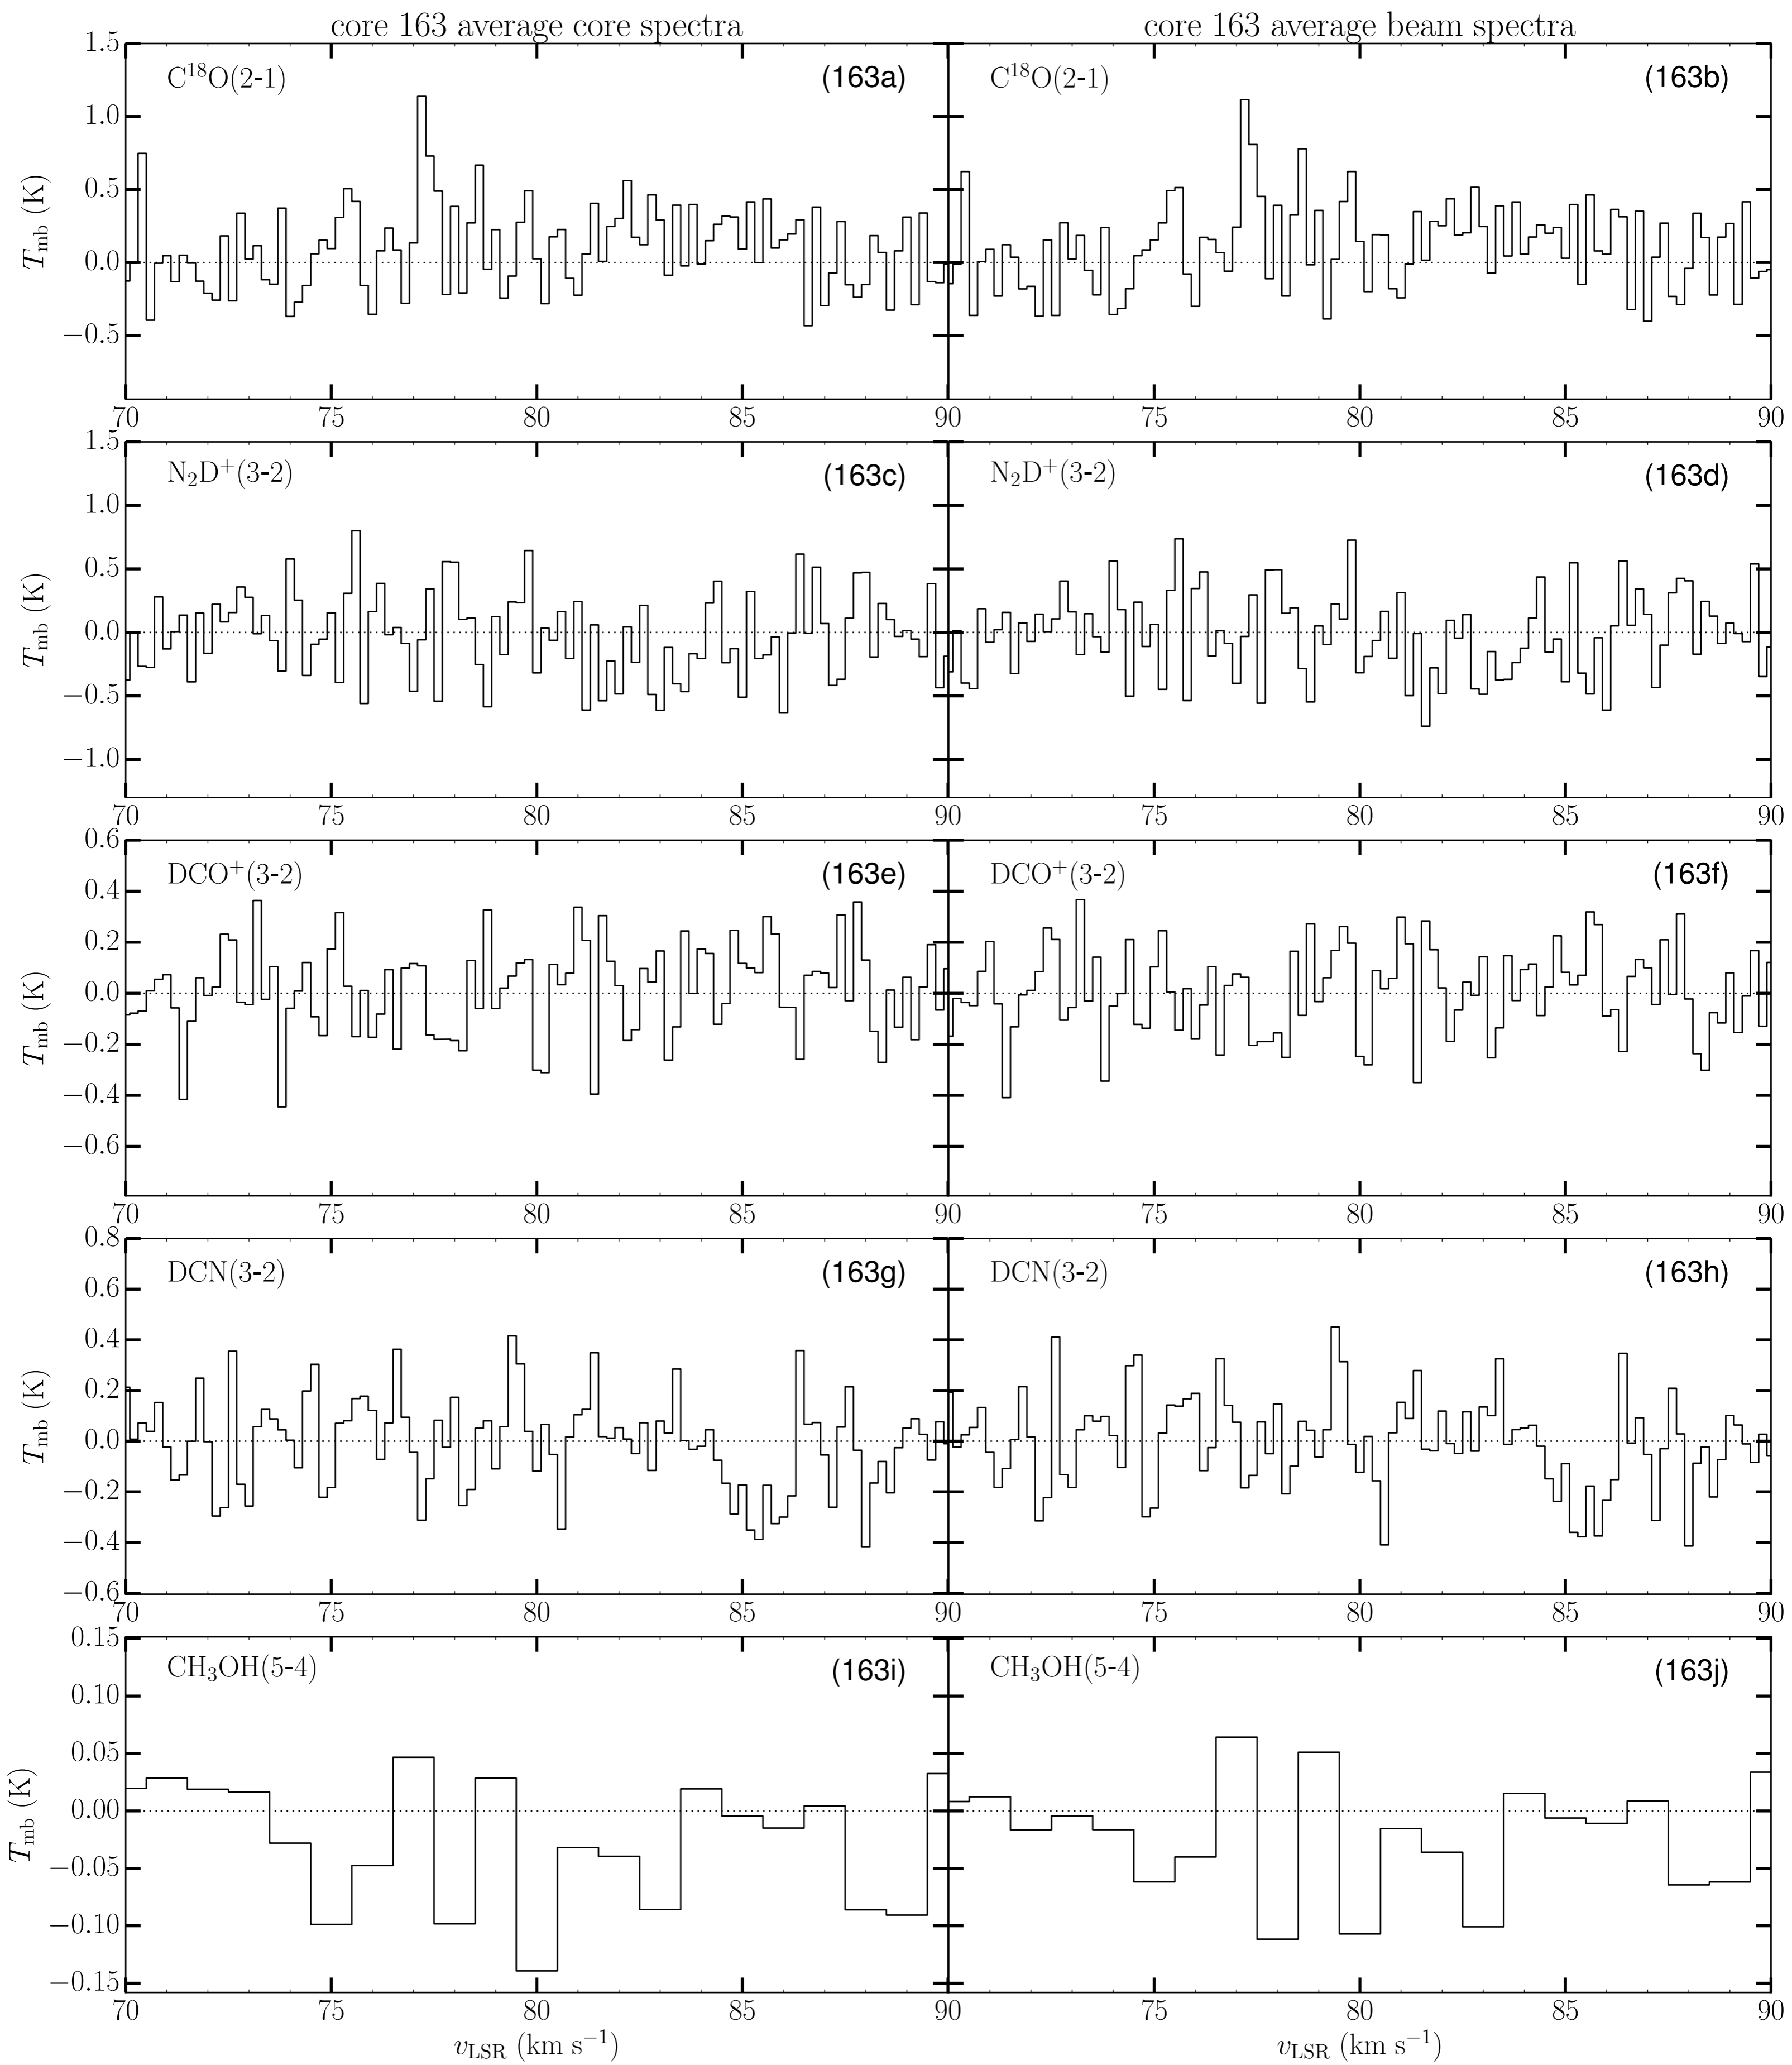 core 163 average core spectra core 163 average beam spectra
C¹⁸O(2-1) (163a) C¹⁸O(2-1) (163b)
1.5
1.0
0.5
0.0
−0.5
T_mb (K)
70 75 80 85 90 75 80 85 90
N₂D⁺(3-2) (163c) N₂D⁺(3-2) (163d)
1.5
1.0
0.5
0.0
−0.5
−1.0
T_mb (K)
70 75 80 85 90 75 80 85 90
DCO⁺(3-2) (163e) DCO⁺(3-2) (163f)
0.6
0.4
0.2
0.0
−0.2
−0.4
−0.6
T_mb (K)
70 75 80 85 90 75 80 85 90
DCN(3-2) (163g) DCN(3-2) (163h)
0.8
0.6
0.4
0.2
0.0
−0.2
−0.4
−0.6
T_mb (K)
70 75 80 85 90 75 80 85 90
CH₃OH(5-4) (163i) CH₃OH(5-4) (163j)
0.15
0.10
0.05
0.00
−0.05
−0.10
−0.15
T_mb (K)
70 75 80 85 90 75 80 85 90
v_LSR (km s⁻¹) v_LSR (km s⁻¹)